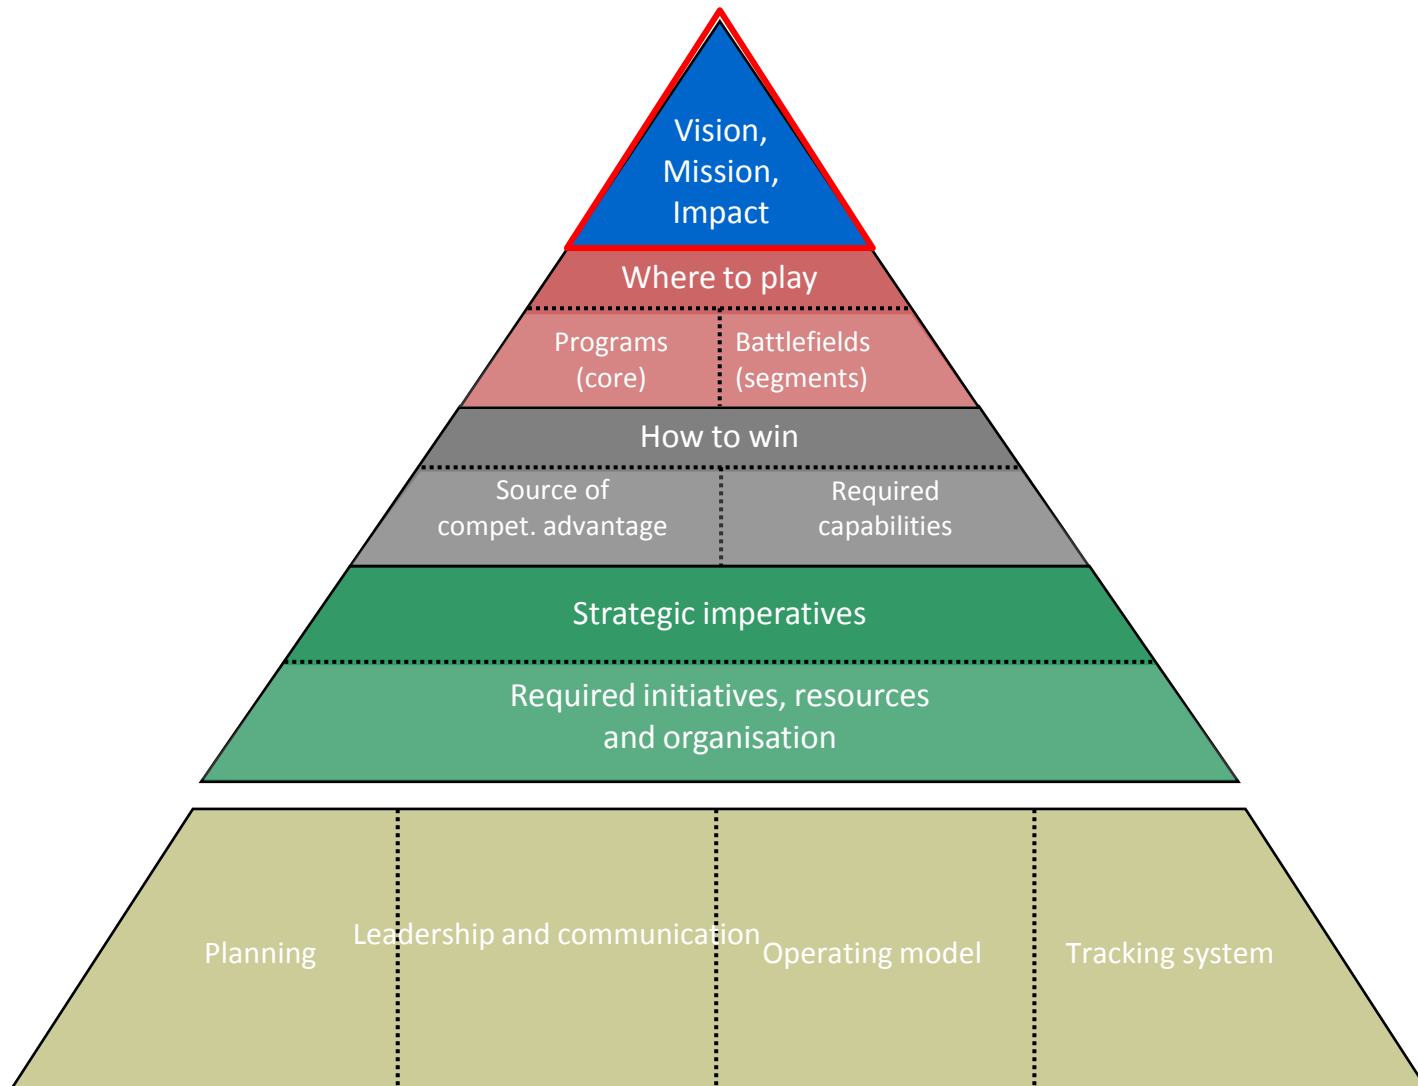 Vision,
Mission,
Impact
Where to play
Programs
(core)
Battlefields
(segments)
How to win
Source of
compet. advantage
Required
capabilities
Strategic imperatives
Required initiatives, resources
and organisation
Planning
Leadership and communication
Operating model
Tracking system